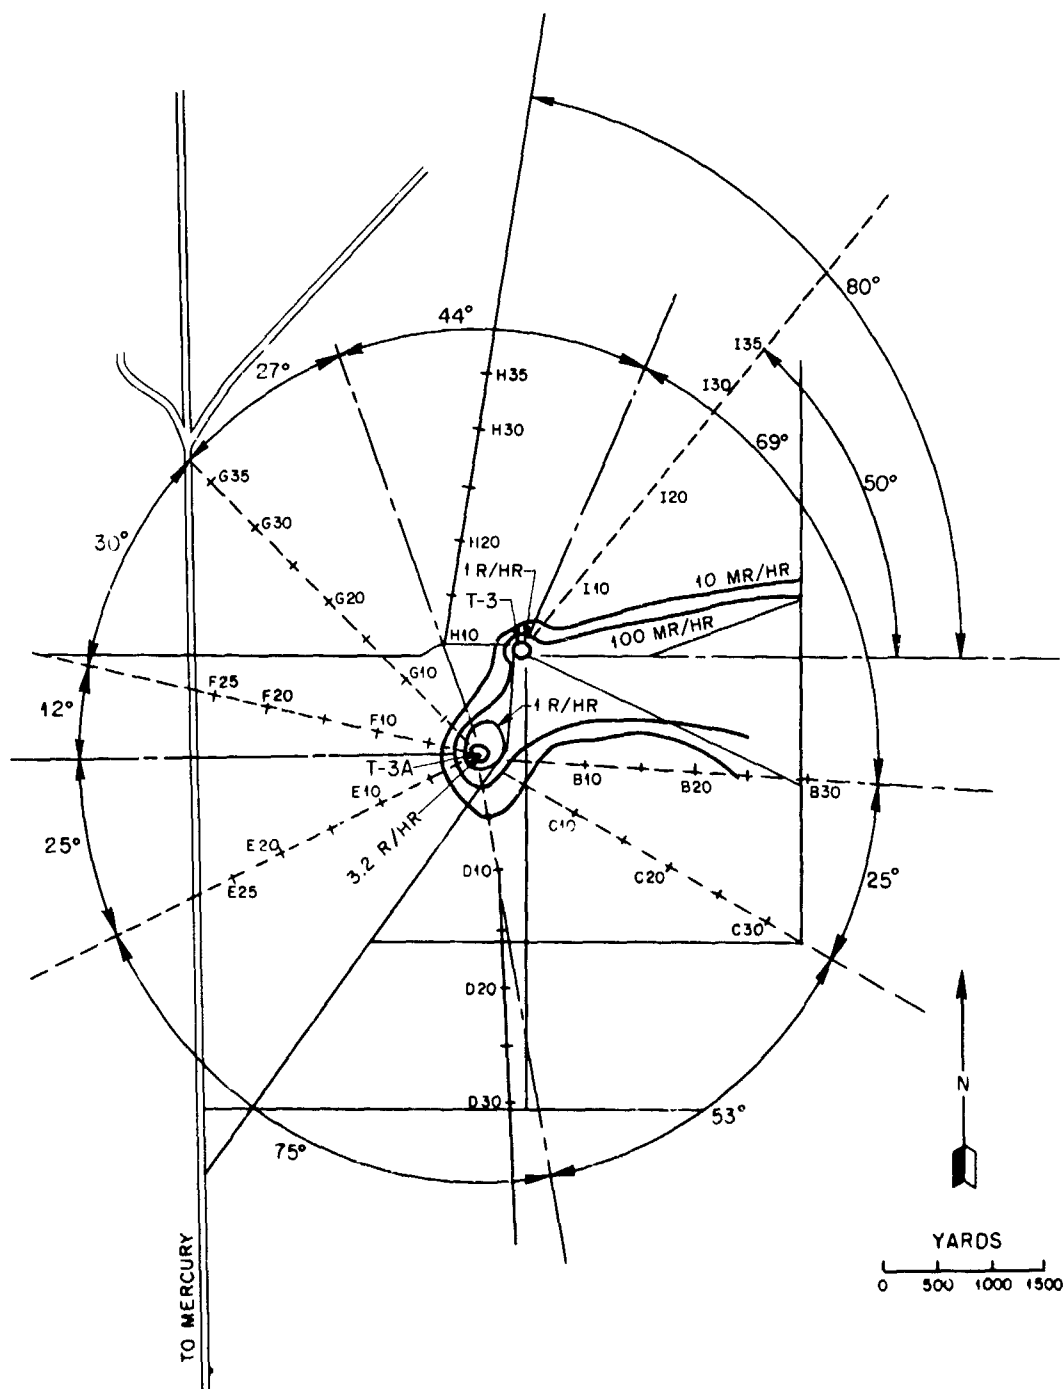 80°
44°
I35
H35
27°
I30
H30
69°
G35
50°
I20
G30
30°
H20
1 R/HR
10 MR/HR
I10
G20
T-3
H10
100 MR/HR
G10
F25
F20
12°
1 R/HR
F10
T-3A
B10
B20
B30
E10
C10
25°
E20
3.2 R/HR
D10
C20
25°
E25
C30
D20
N
D30
53°
75°
YARDS
0 500 1000 1500
TO MERCURY